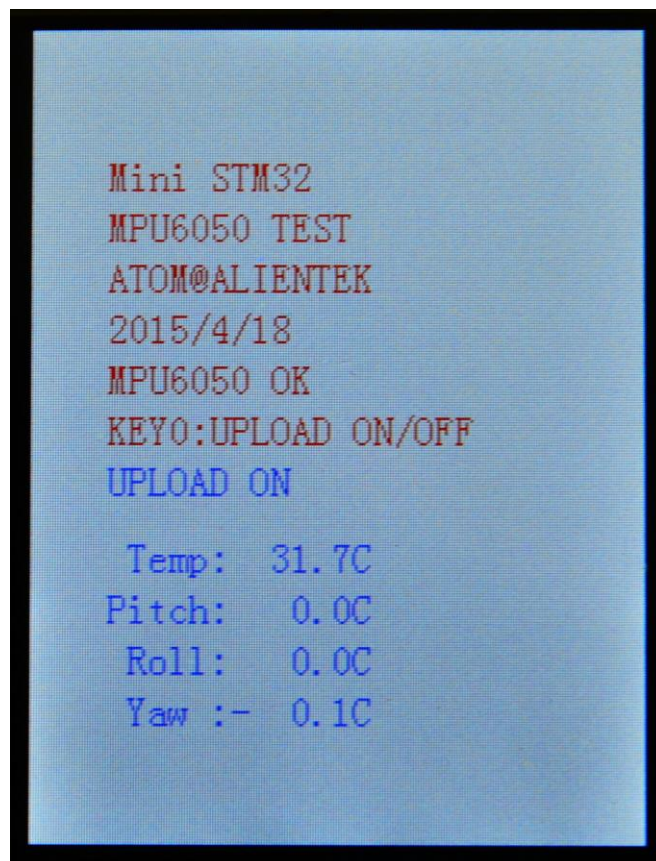 Mini STM32
MPU6050 TEST
ATOM@ALIENTEK
2015/4/18
MPU6050 OK
KEY0:UPLOAD ON/OFF
UPLOAD ON
Temp: 31.7C
Pitch: 0.0C
Roll: 0.0C
Yaw :- 0.1C